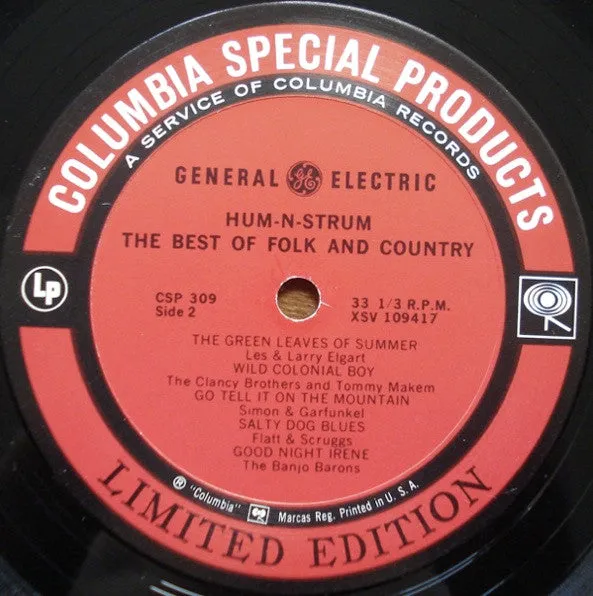 COLUMBIA SPECIAL PRODUCTS
A SERVICE OF COLUMBIA RECORDS
GENERAL GE ELECTRIC
HUM-N-STRUM
THE BEST OF FOLK AND COUNTRY
LP
CSP 309
Side 2
33 1/3 R.P.M.
XSV 109417
THE GREEN LEAVES OF SUMMER
Les & Larry Elgart
WILD COLONIAL BOY
The Clancy Brothers and Tommy Makem
GO TELL IT ON THE MOUNTAIN
Simon & Garfunkel
SALTY DOG BLUES
Flatt & Scruggs
GOOD NIGHT IRENE
The Banjo Barons
® "Columbia" Marcas Reg. Printed in U. S. A.
LIMITED EDITION